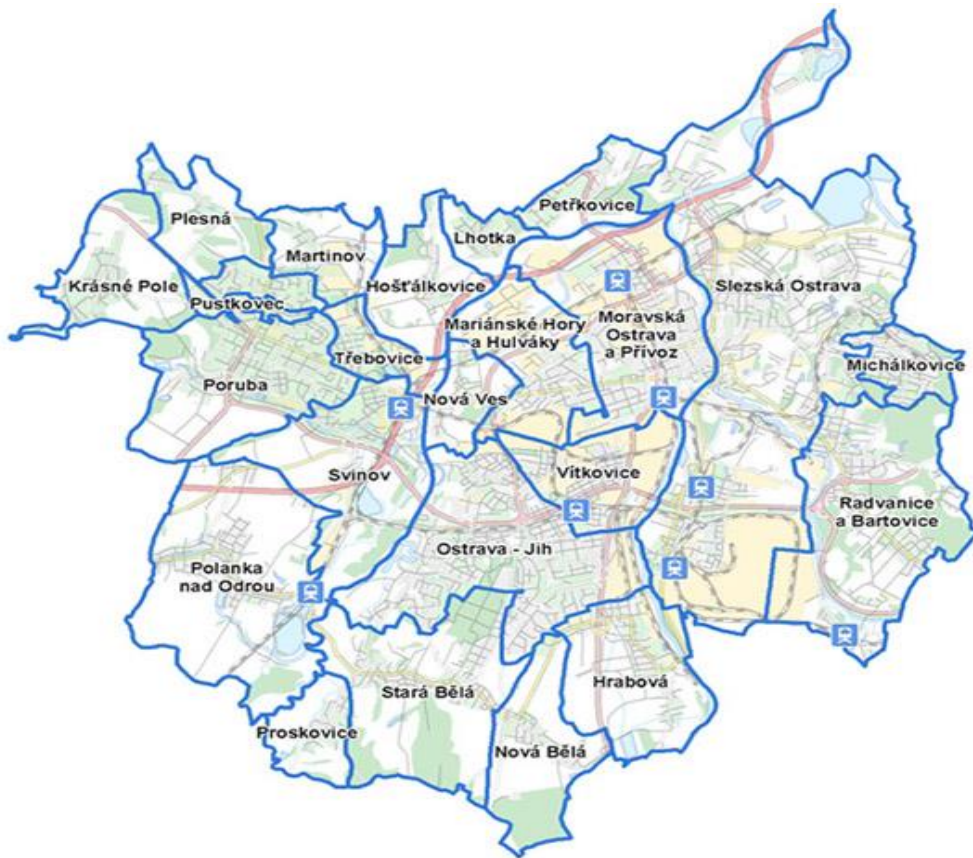 Petřkovice
Plesná
Lhotka
Martinov
Krásné Pole
Hošťálkovice
Slezská Ostrava
Pustkovec
Mariánské Hory
a Hulváky
Moravská
Ostrava
a Přívoz
Třebovice
Michálkovice
Poruba
Nová Ves
Svinov
Vítkovice
Radvanice
a Bartovice
Ostrava - Jih
Polanka
nad Odrou
Hrabová
Stará Bělá
Proskovice
Nová Bělá